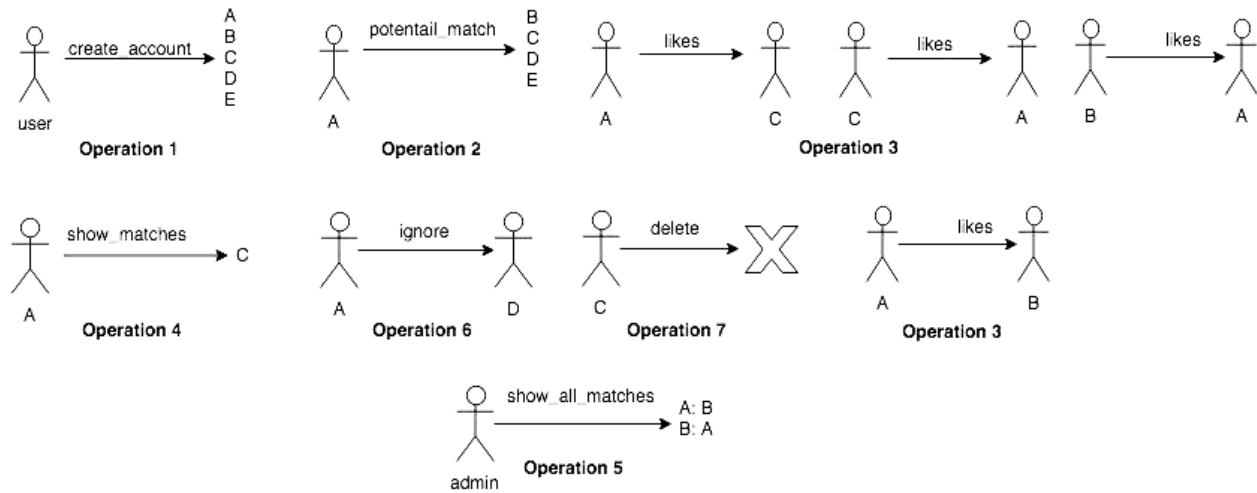 create_account
A
B
C
D
E
user
Operation 1
potentail_match
B
C
D
E
A
Operation 2
likes
A
C
likes
C
A
likes
B
A
Operation 3
show_matches
C
A
Operation 4
ignore
A
D
Operation 6
delete
C
Operation 7
likes
A
B
Operation 3
show_all_matches
A: B
B: A
admin
Operation 5